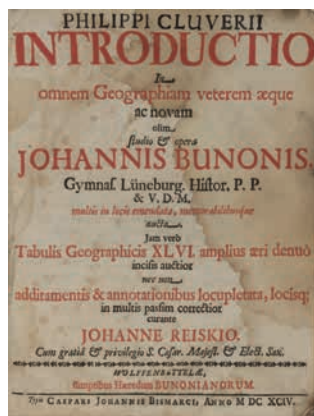 PHILIPPI CLUVERII
INTRODUCTIO
In
omnem Geographiam veterem æque
ac novam
olim
studio & opera
JOHANNIS BUNONIS,
Gymnas. Lüneburg. Histor. P. P.
& V. D. M.
multis in locis emendata, memorabilibusque
aucta
Jam verò
Tabulis Geographicis XLVI. amplius æri denuò
incisis auctior
nec non
additamentis & annotationibus locupletata, locisq;
in multis passim correctior
curante
JOHANNE REISKIO.
Cum gratiâ & privilegio S. Cæsar. Majest. & Elect. Sax.
WOLFFENBUTTELÆ,
Sumptibus Hæredum BUNONIANORUM.
Typis CASPARI JOHANNIS BISMARCI, ANNO M DC XCIV.